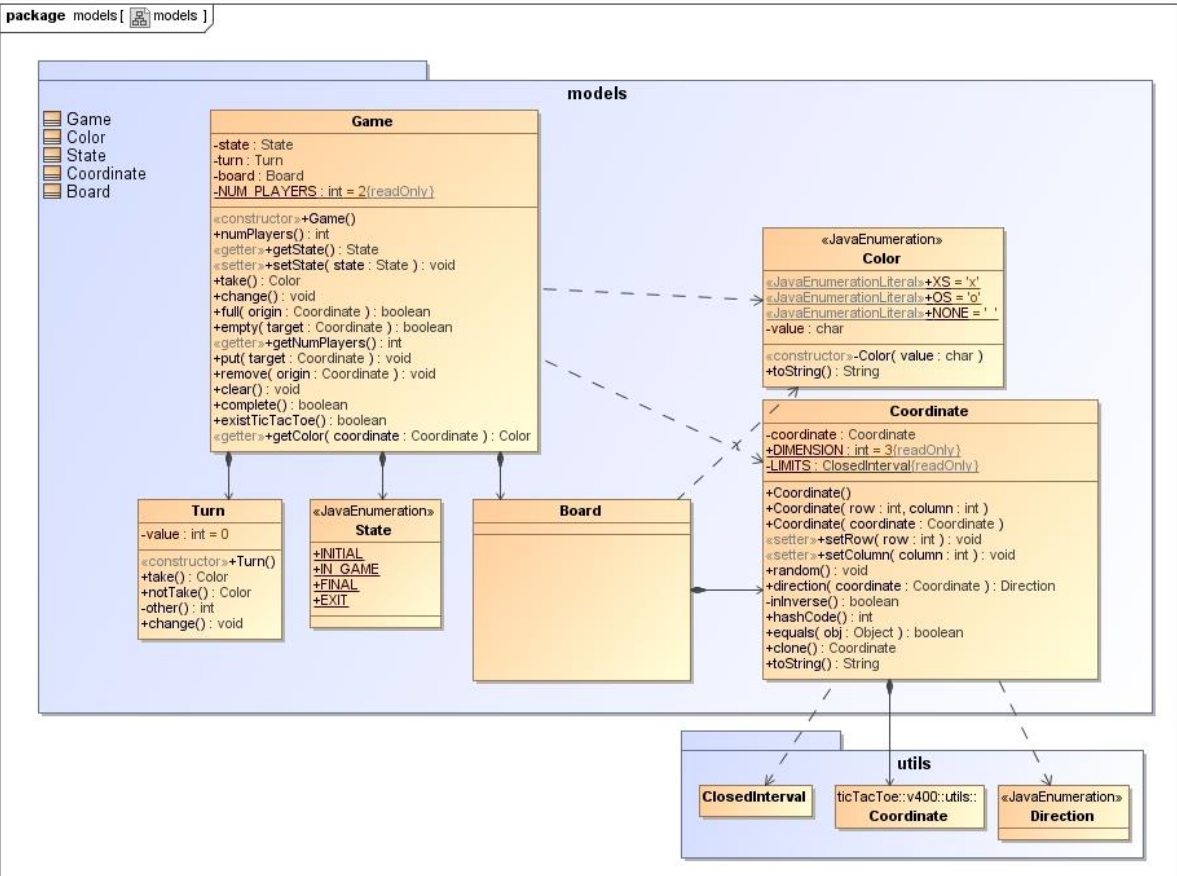 package models [ models ]
models
Game
Color
State
Coordinate
Board
Game
-state : State
-turn : Turn
-board : Board
-NUM_PLAYERS : int = 2{readOnly}
«constructor»+Game()
+numPlayers() : int
«getter»+getState() : State
«setter»+setState( state : State ) : void
+take() : Color
+change() : void
+full( origin : Coordinate ) : boolean
+empty( target : Coordinate ) : boolean
«getter»+getNumPlayers() : int
+put( target : Coordinate ) : void
+remove( origin : Coordinate ) : void
+clear() : void
+complete() : boolean
+existTicTacToe() : boolean
«getter»+getColor( coordinate : Coordinate ) : Color
«JavaEnumeration»
Color
«JavaEnumerationLiteral»+XS = 'x'
«JavaEnumerationLiteral»+OS = 'o'
«JavaEnumerationLiteral»+NONE = ' '
-value : char
«constructor»-Color( value : char )
+toString() : String
Coordinate
-coordinate : Coordinate
+DIMENSION : int = 3{readOnly}
-LIMITS : ClosedInterval{readOnly}
+Coordinate()
+Coordinate( row : int, column : int )
+Coordinate( coordinate : Coordinate )
«setter»+setRow( row : int ) : void
«setter»+setColumn( column : int ) : void
+random() : void
+direction( coordinate : Coordinate ) : Direction
-inInverse() : boolean
+hashCode() : int
+equals( obj : Object ) : boolean
+clone() : Coordinate
+toString() : String
Turn
-value : int = 0
«constructor»+Turn()
+take() : Color
+notTake() : Color
-other() : int
+change() : void
«JavaEnumeration»
State
+INITIAL
+IN_GAME
+FINAL
+EXIT
Board
utils
ClosedInterval
ticTacToe::v400::utils::
Coordinate
«JavaEnumeration»
Direction